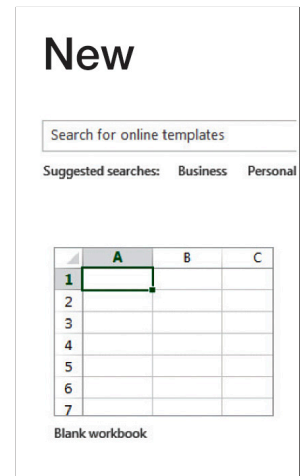 New
Search for online templates
Suggested searches: Business Personal
A B C
1
2
3
4
5
6
7
Blank workbook